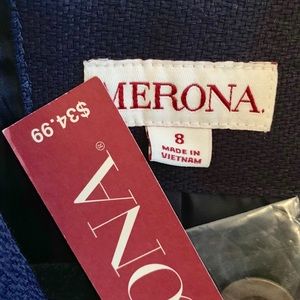 MERONA.
8
MADE IN
VIETNAM
$34.99
ONA®